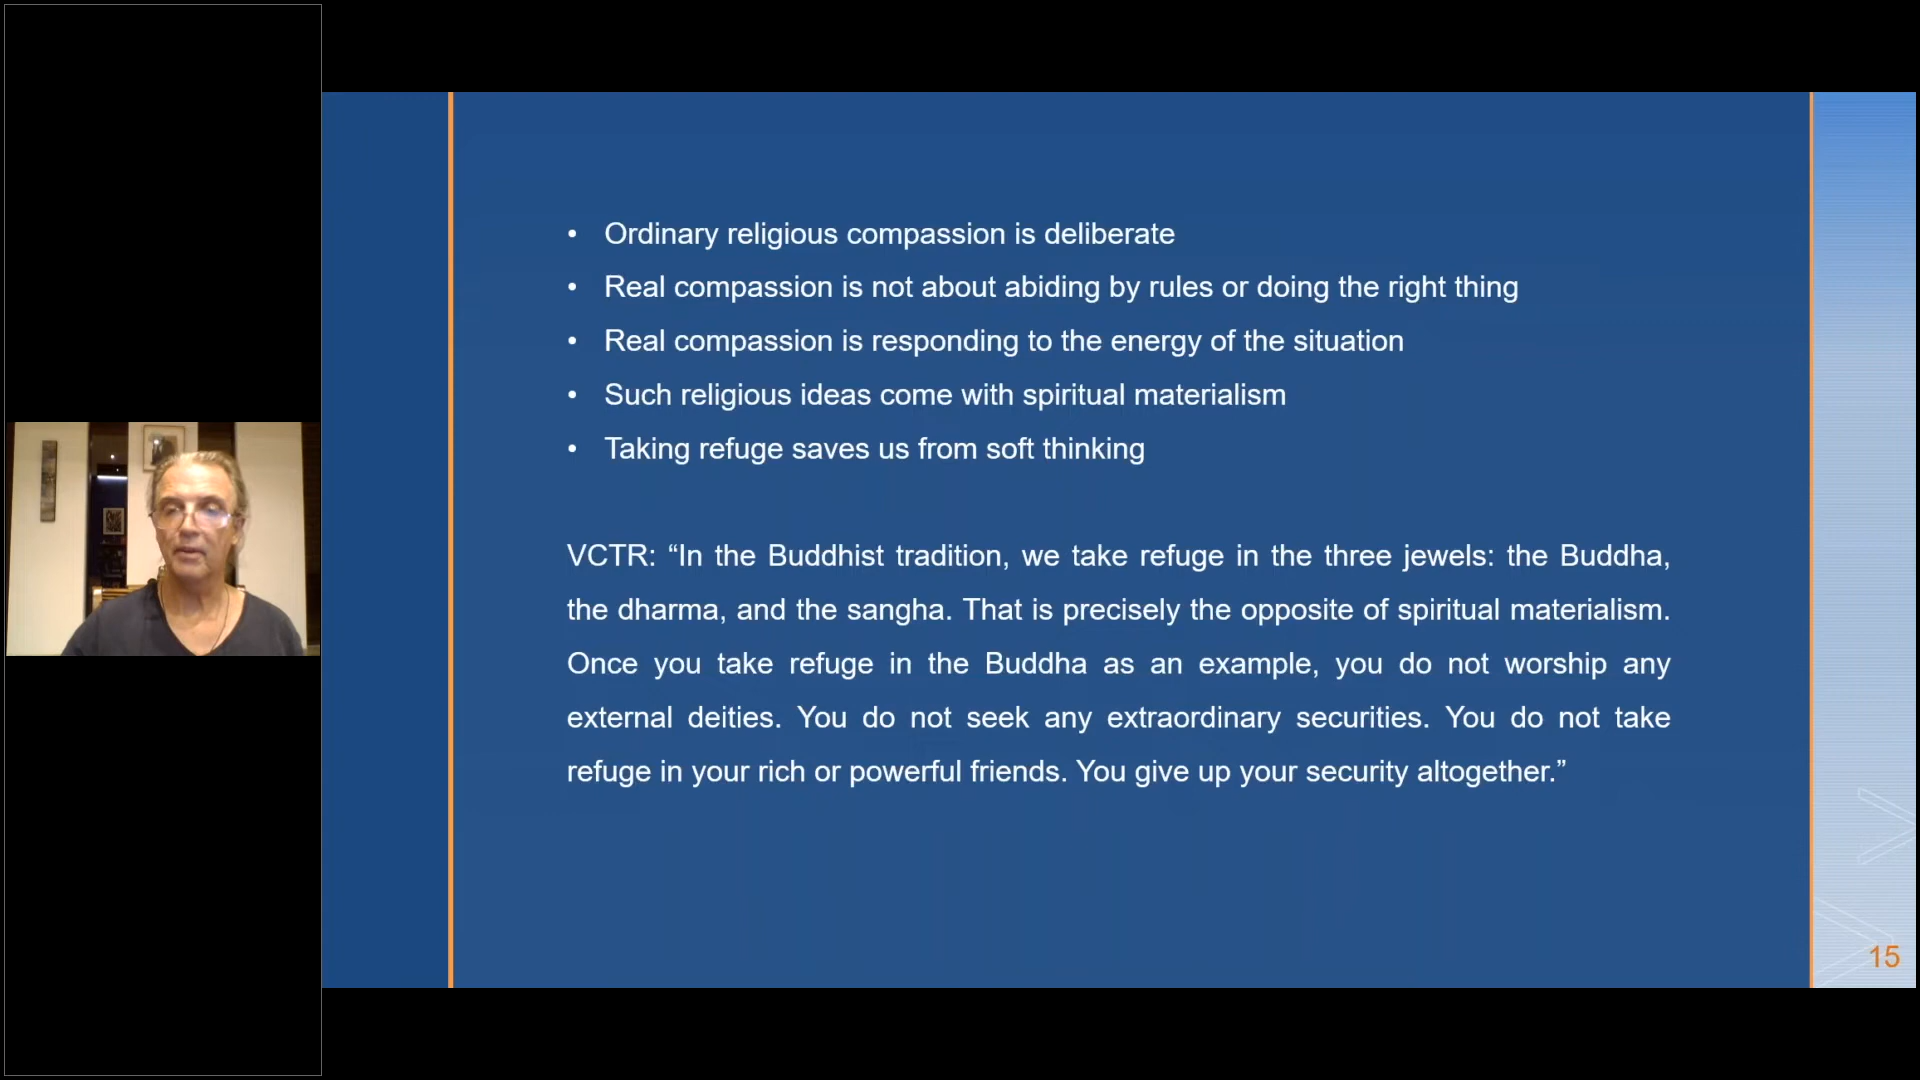 • Ordinary religious compassion is deliberate
• Real compassion is not about abiding by rules or doing the right thing
• Real compassion is responding to the energy of the situation
• Such religious ideas come with spiritual materialism
• Taking refuge saves us from soft thinking
VCTR: “In the Buddhist tradition, we take refuge in the three jewels: the Buddha,
the dharma, and the sangha. That is precisely the opposite of spiritual materialism.
Once you take refuge in the Buddha as an example, you do not worship any
external deities. You do not seek any extraordinary securities. You do not take
refuge in your rich or powerful friends. You give up your security altogether.”
15